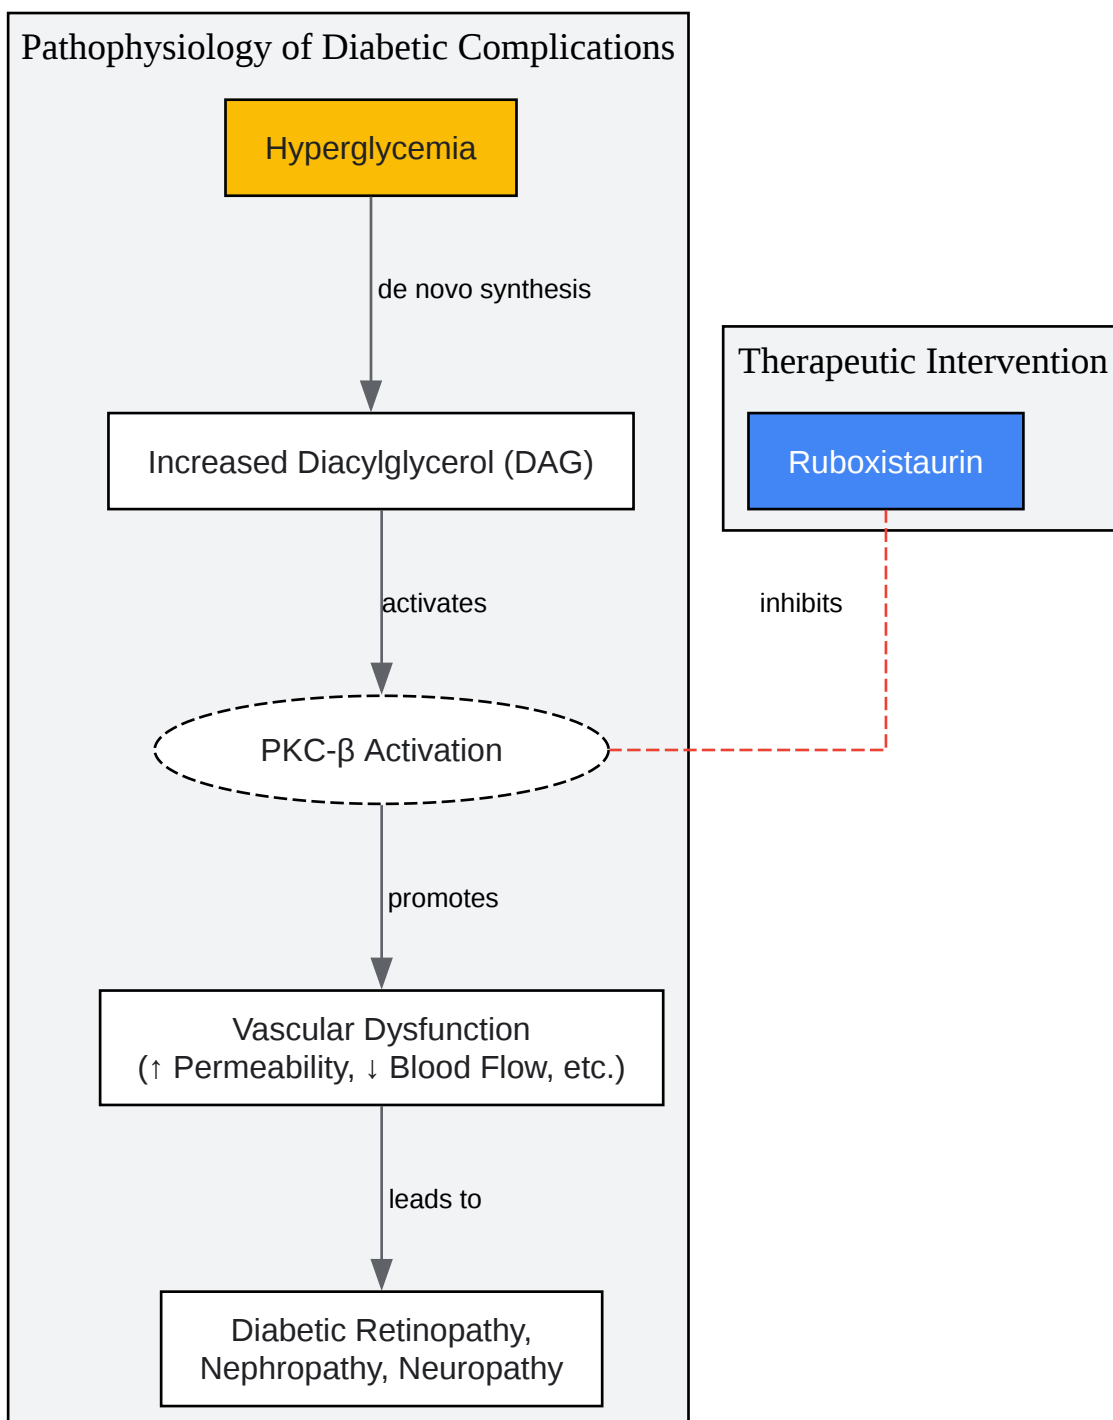 Pathophysiology of Diabetic Complications
Hyperglycemia
de novo synthesis
Increased Diacylglycerol (DAG)
activates
PKC-β Activation
promotes
Vascular Dysfunction
(↑ Permeability, ↓ Blood Flow, etc.)
leads to
Diabetic Retinopathy,
Nephropathy, Neuropathy
Therapeutic Intervention
Ruboxistaurin
inhibits